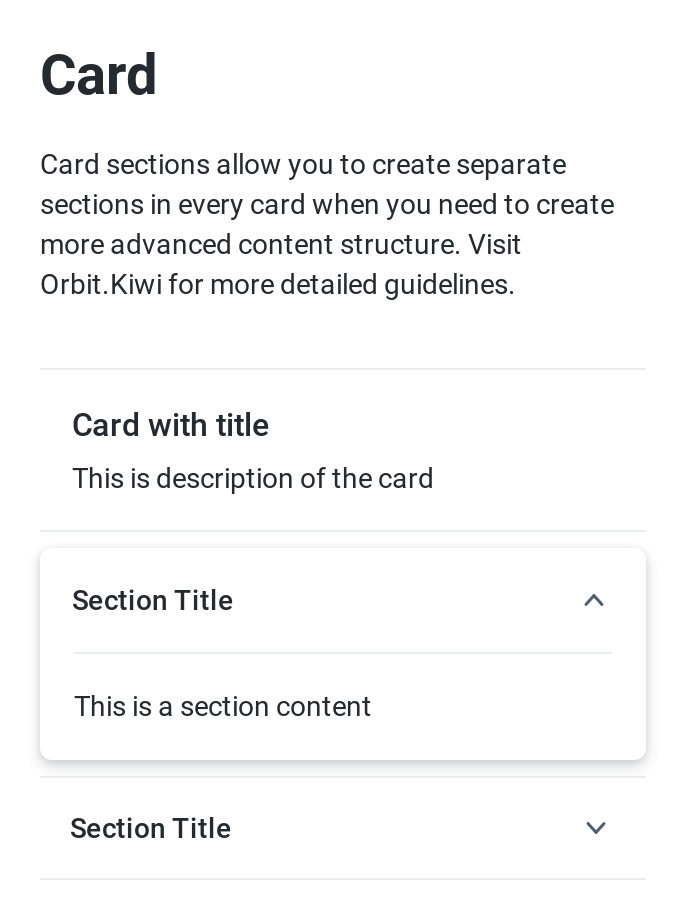 Card
Card sections allow you to create separate
sections in every card when you need to create
more advanced content structure. Visit
Orbit.Kiwi for more detailed guidelines.
Card with title
This is description of the card
Section Title
This is a section content
Section Title